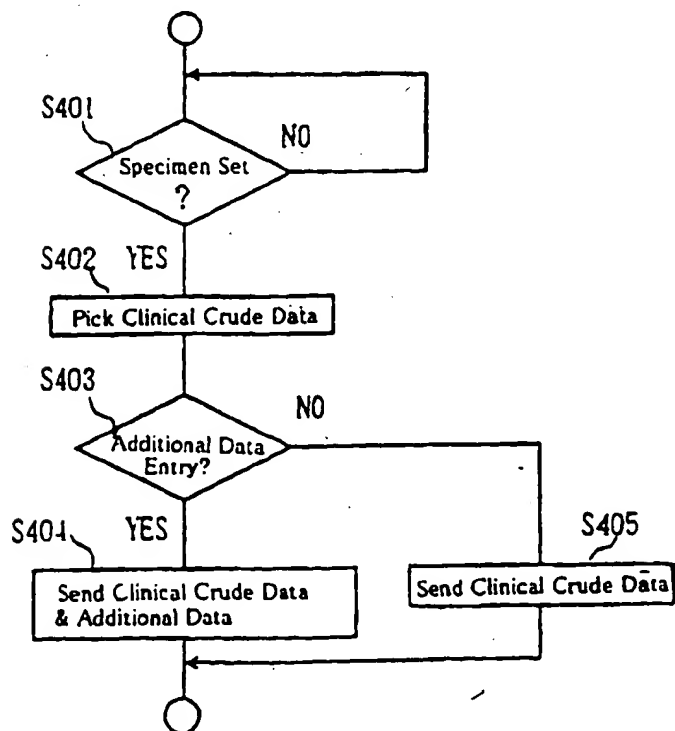 S401
NO
Specimen Set
?
S402
YES
Pick Clinical Crude Data
S403
NO
Additional Data
Entry?
S404
YES
S405
Send Clinical Crude Data
& Additional Data
Send Clinical Crude Data